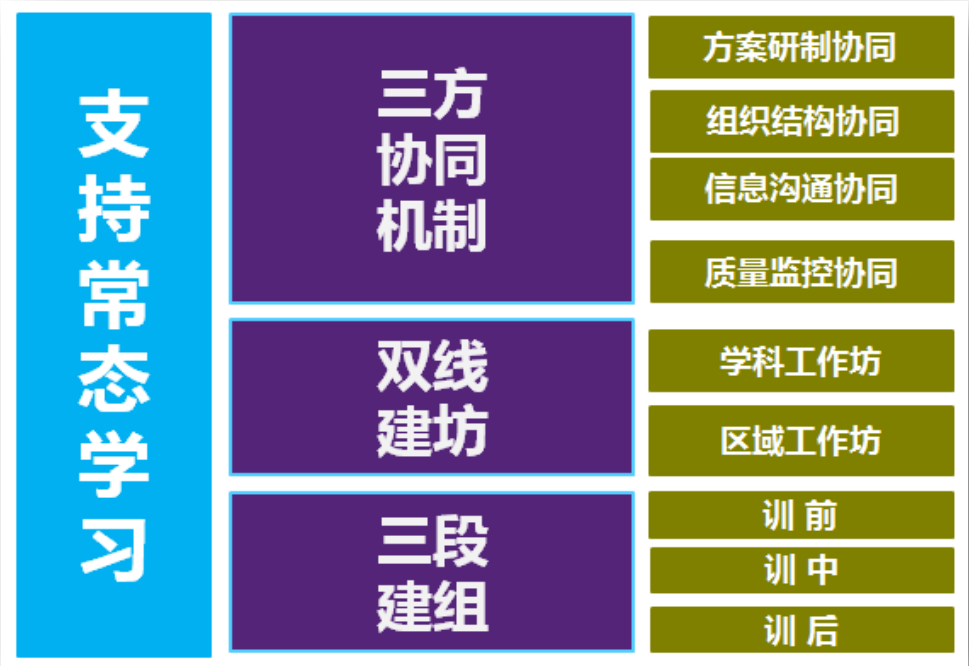 支持常态学习
三方
协同
机制
方案研制协同
组织结构协同
信息沟通协同
质量监控协同
双线
建坊
学科工作坊
区域工作坊
三段
建组
训 前
训 中
训 后